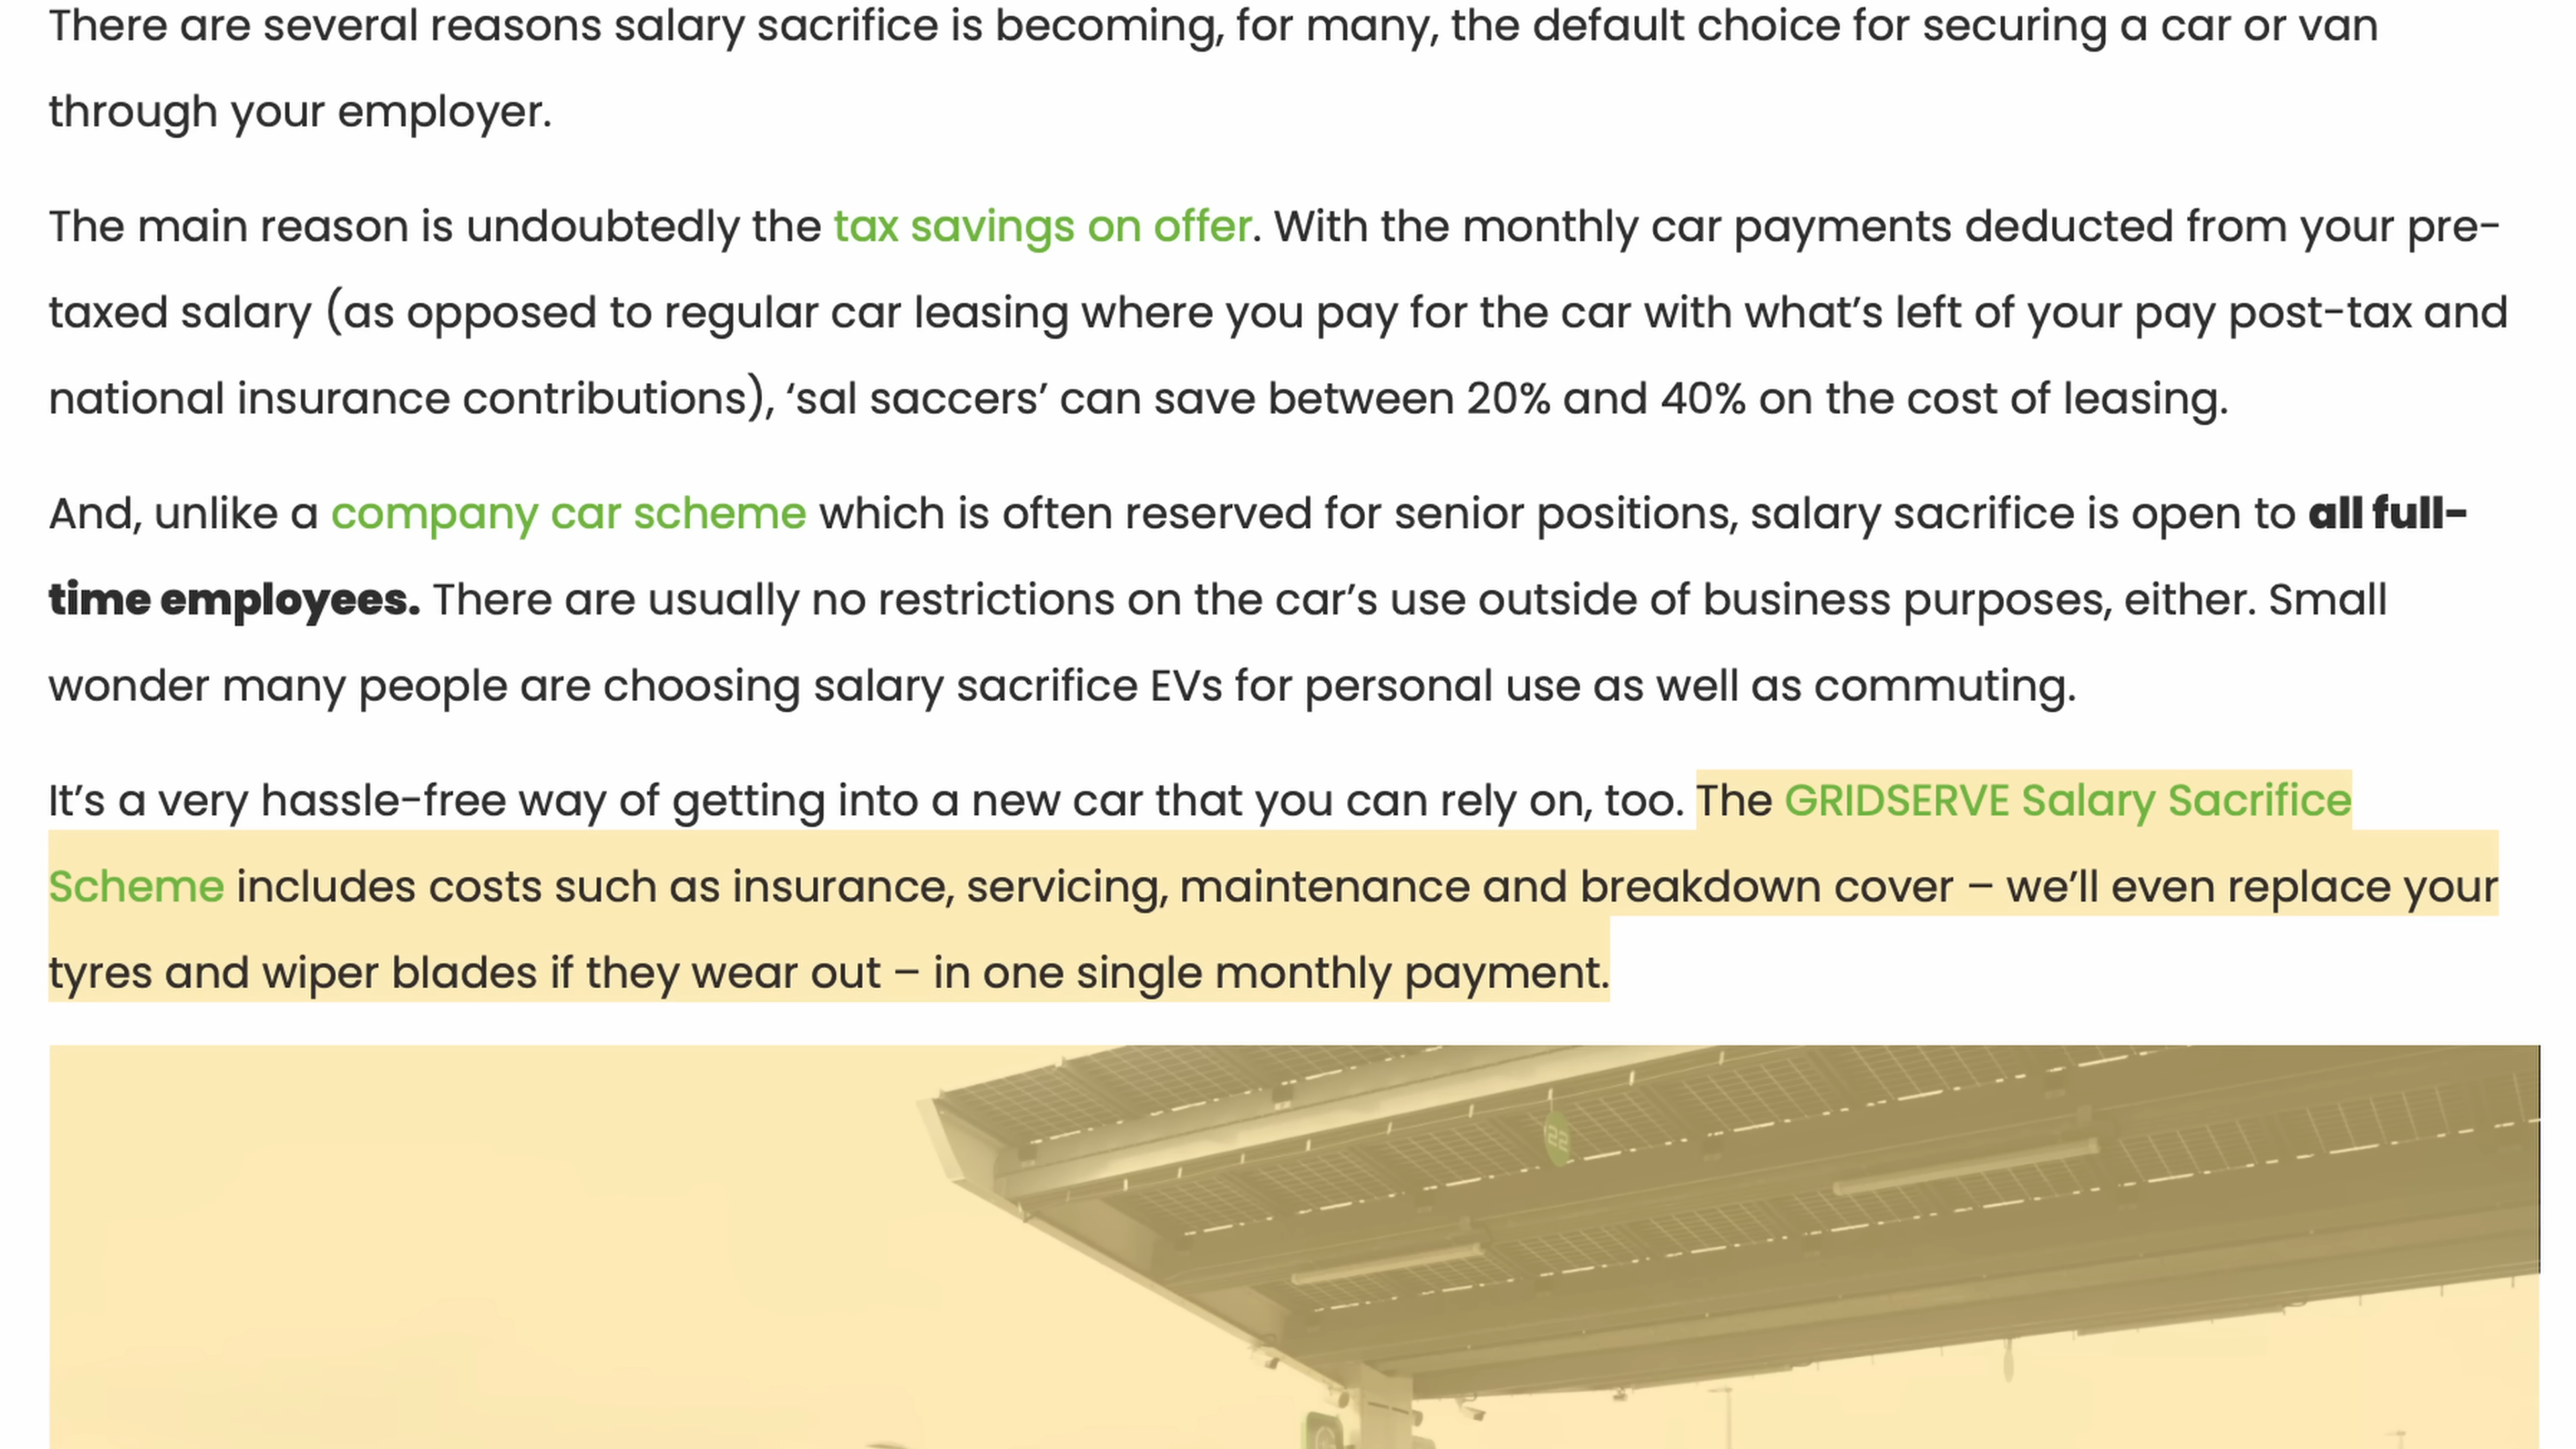 There are several reasons salary sacrifice is becoming, for many, the default choice for securing a car or van
through your employer.
The main reason is undoubtedly the tax savings on offer. With the monthly car payments deducted from your pre-
taxed salary (as opposed to regular car leasing where you pay for the car with what’s left of your pay post-tax and
national insurance contributions), ‘sal saccers’ can save between 20% and 40% on the cost of leasing.
And, unlike a company car scheme which is often reserved for senior positions, salary sacrifice is open to all full-
time employees. There are usually no restrictions on the car’s use outside of business purposes, either. Small
wonder many people are choosing salary sacrifice EVs for personal use as well as commuting.
It’s a very hassle-free way of getting into a new car that you can rely on, too. The GRIDSERVE Salary Sacrifice
Scheme includes costs such as insurance, servicing, maintenance and breakdown cover – we’ll even replace your
tyres and wiper blades if they wear out – in one single monthly payment.
22